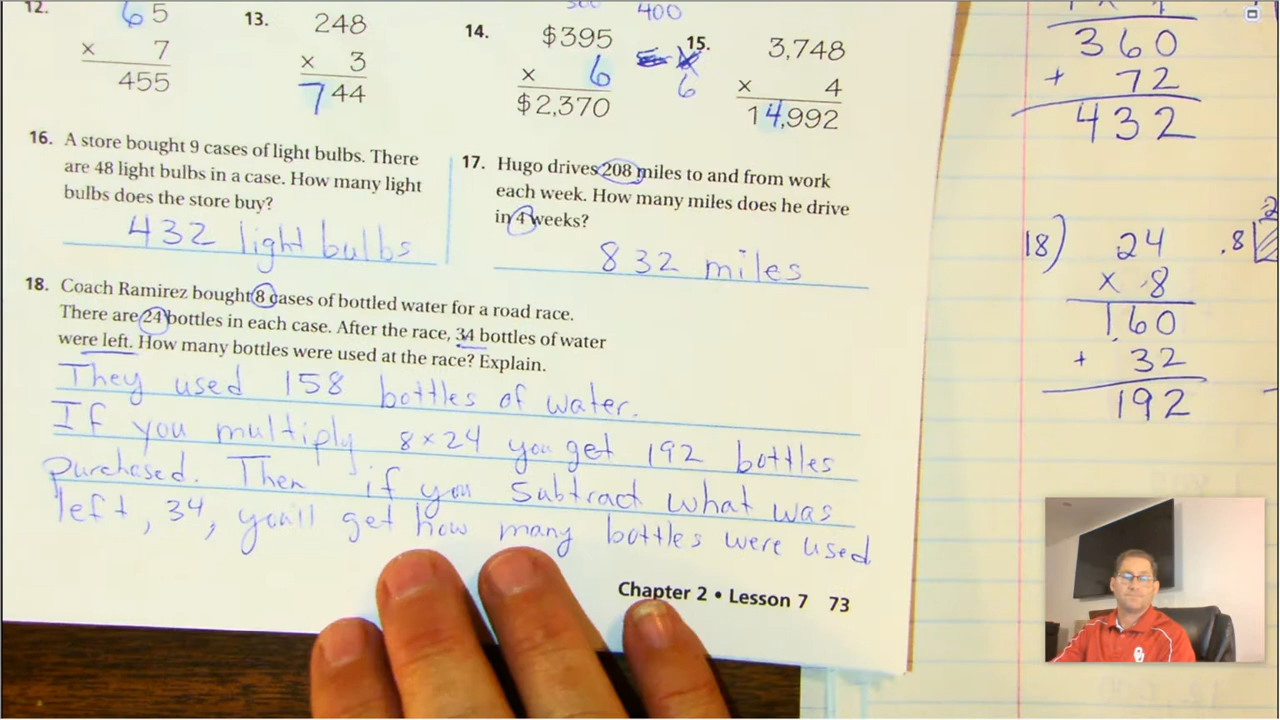 12.
65
× 7
455
13.
248
× 3
744
400
14.
$395
× 6
$2,370
6
15.
3,748
× 4
14,992
16. A store bought 9 cases of light bulbs. There
are 48 light bulbs in a case. How many light
bulbs does the store buy?
432 light bulbs
17. Hugo drives 208 miles to and from work
each week. How many miles does he drive
in 4 weeks?
832 miles
18. Coach Ramirez bought 8 cases of bottled water for a road race.
There are 24 bottles in each case. After the race, 34 bottles of water
were left. How many bottles were used at the race? Explain.
They used 158 bottles of water.
If you multiply 8×24 you get 192 bottles
purchased. Then if you subtract what was
left, 34, you'll get how many bottles were used
Chapter 2 • Lesson 7 73
360
+ 72
432
18) 24
× 8
160
+ 32
192
.8